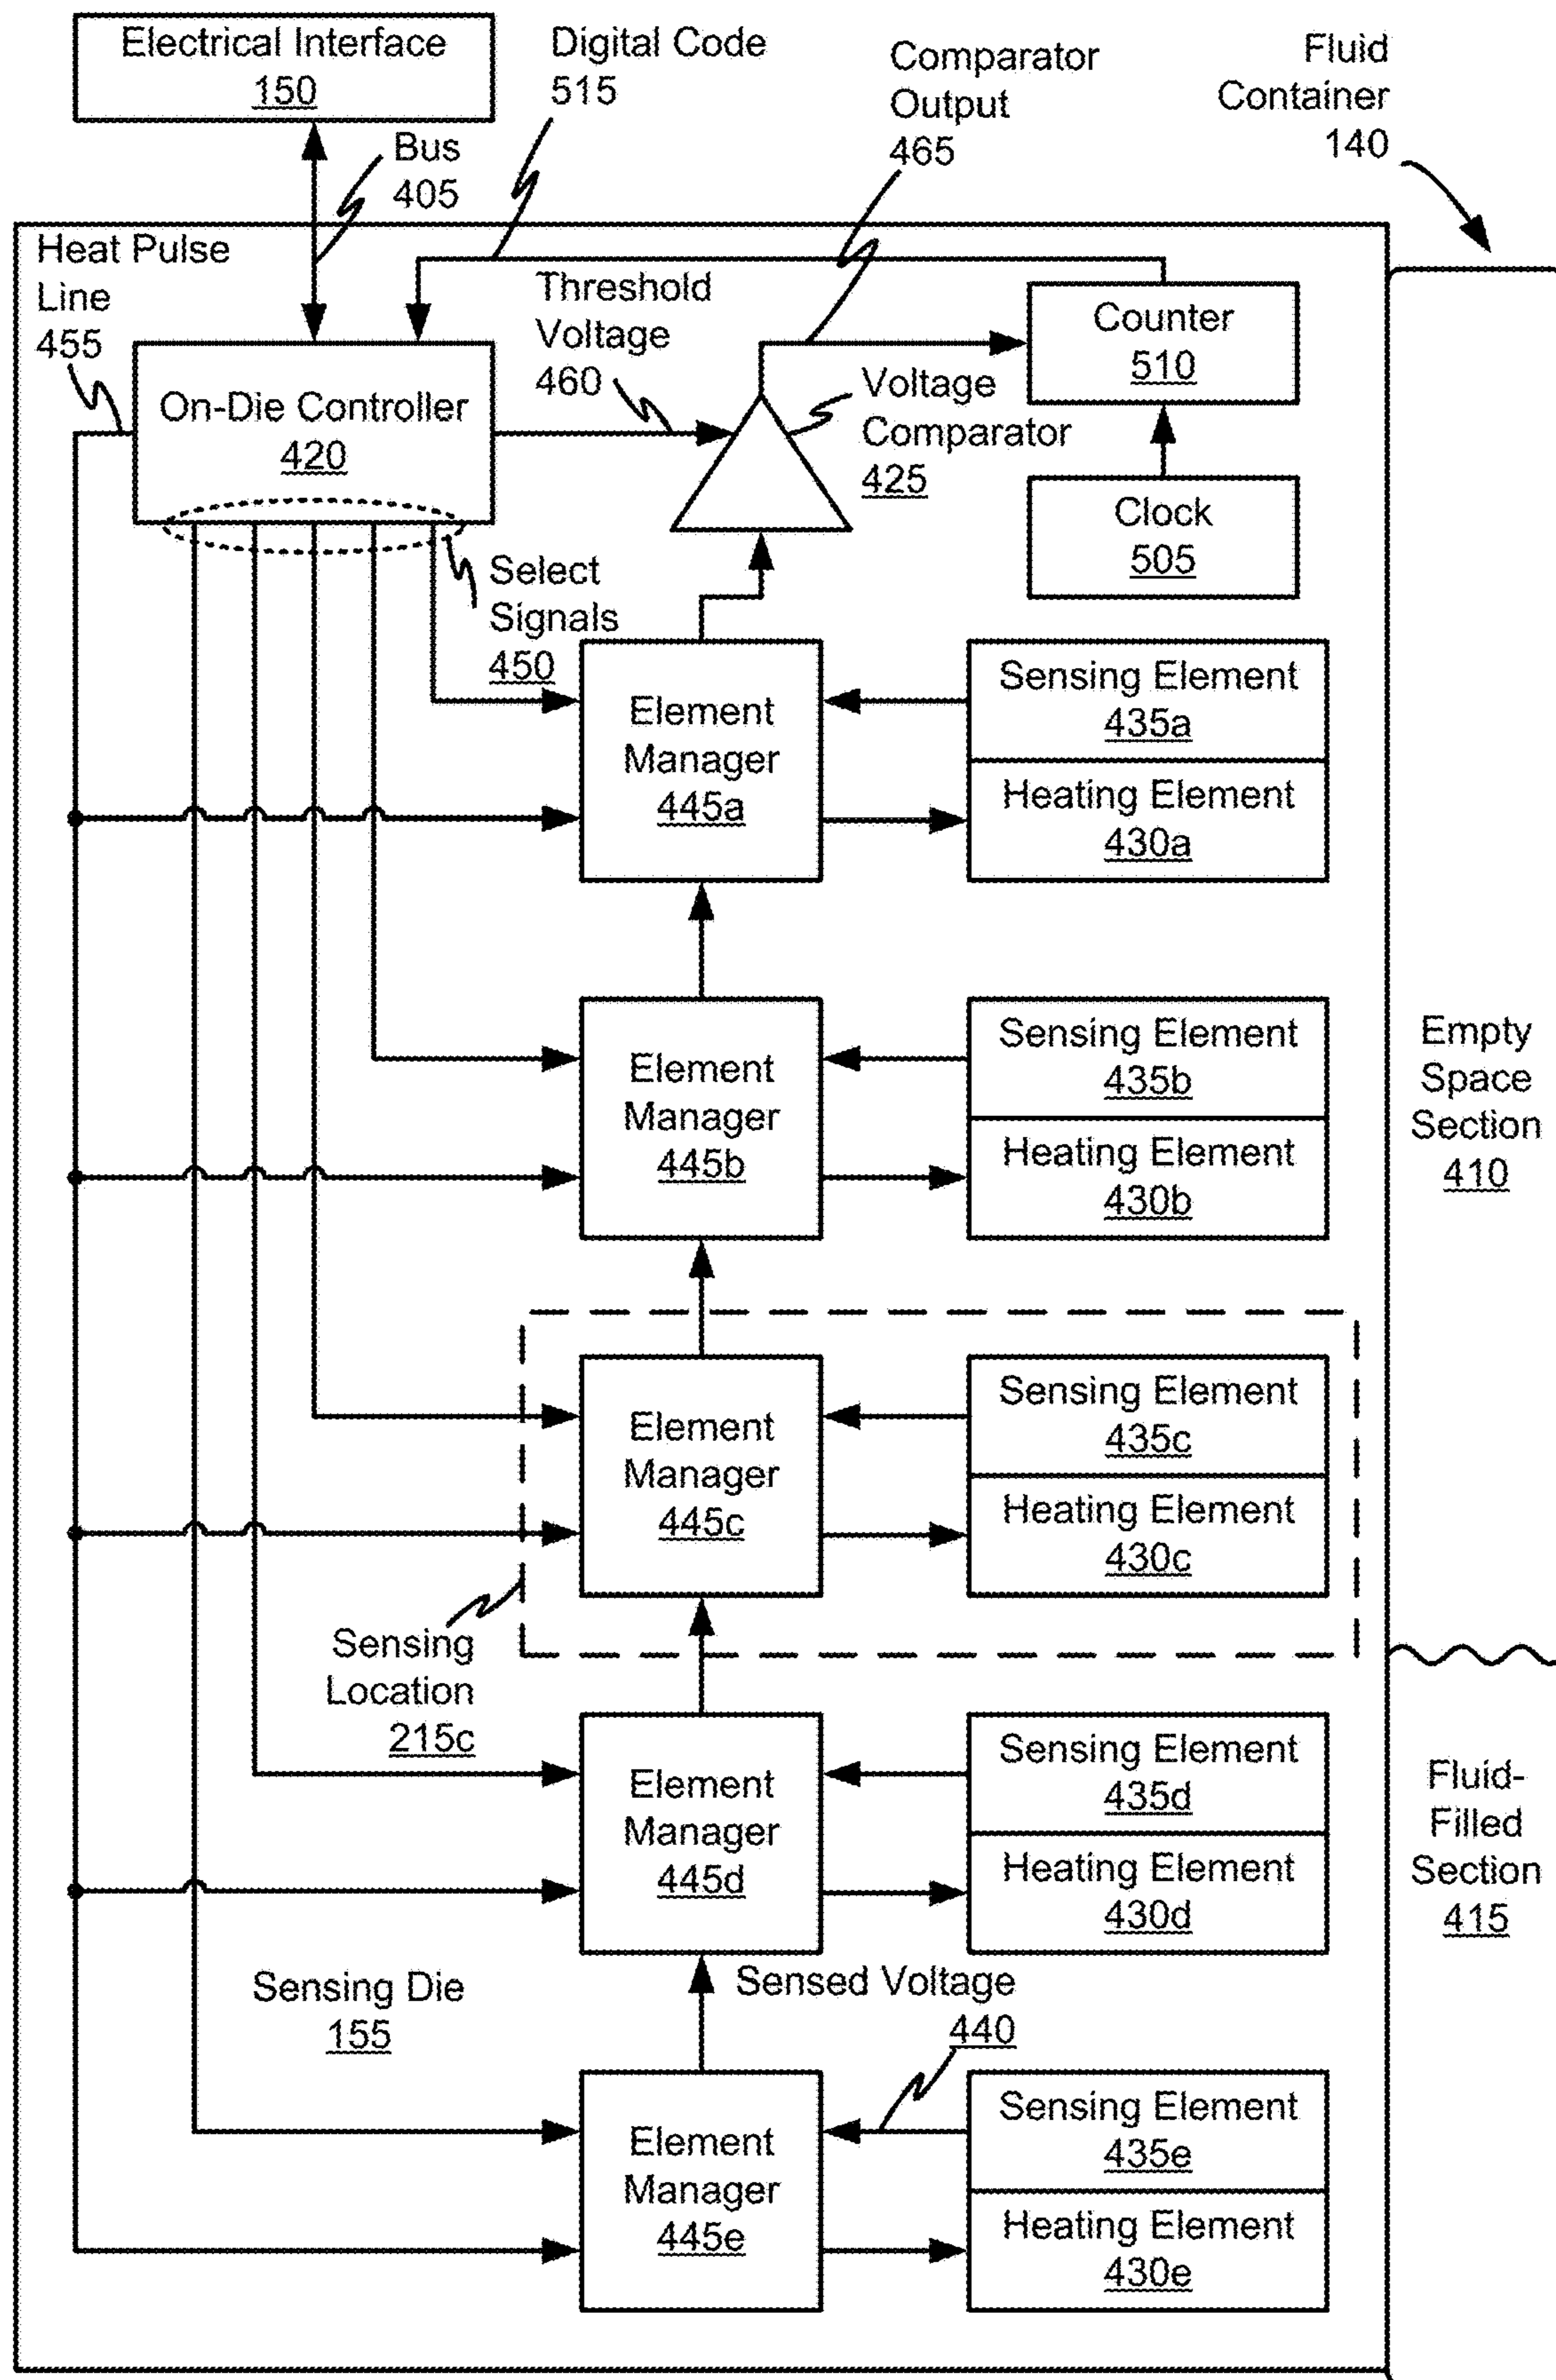 Electrical Interface
150
Digital Code
515
Comparator
Output
465
Fluid
Container
140
Bus
405
Heat Pulse
Line
455
Threshold
Voltage
460
Counter
510
On-Die Controller
420
Voltage
Comparator
425
Clock
505
Select
Signals
450
Element
Manager
445a
Sensing Element
435a
Heating Element
430a
Element
Manager
445b
Sensing Element
435b
Heating Element
430b
Empty
Space
Section
410
Element
Manager
445c
Sensing Element
435c
Heating Element
430c
Sensing
Location
215c
Element
Manager
445d
Sensing Element
435d
Heating Element
430d
Fluid-
Filled
Section
415
Sensing Die
155
Sensed Voltage
440
Element
Manager
445e
Sensing Element
435e
Heating Element
430e